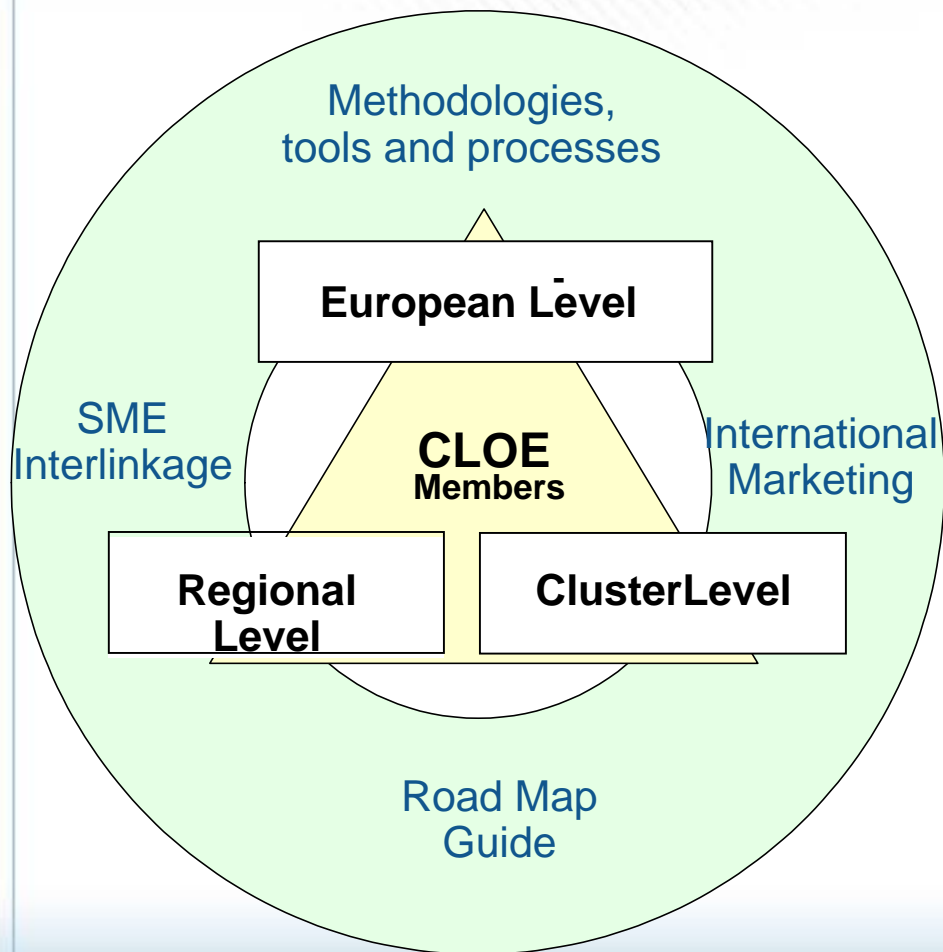 Methodologies,
tools and processes
-
European Level
SME
Interlinkage
CLOE
Members
International
Marketing
Regional
Level
ClusterLevel
Road Map
Guide